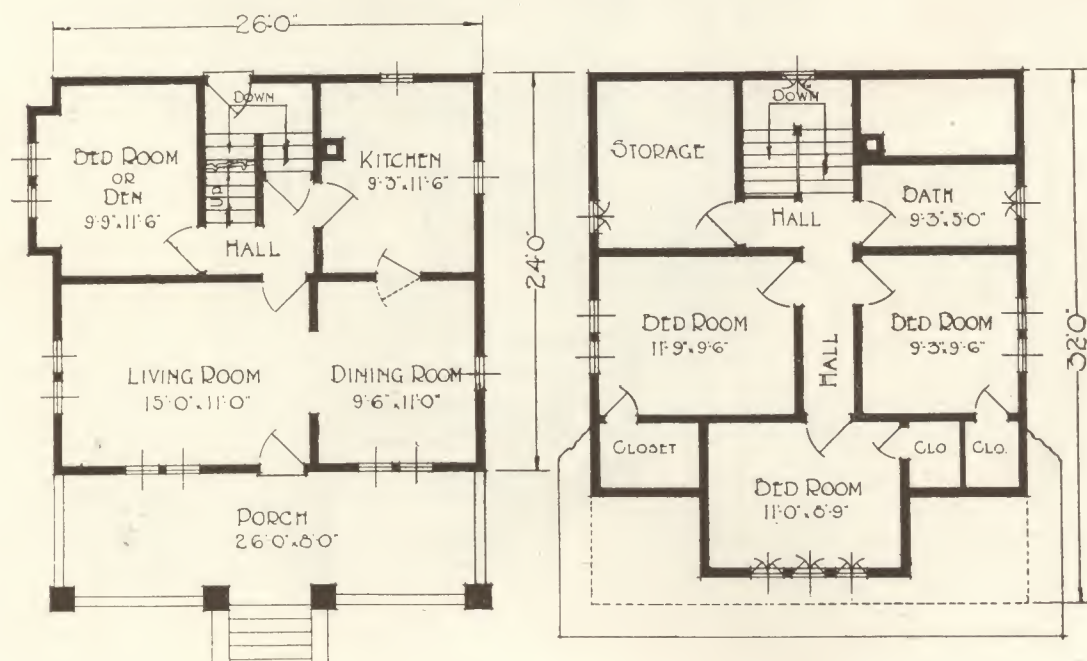 26'-0"
DOWN
BED ROOM
OR
DEN
9'-9"x11'-6"
UP
KITCHEN
9'-3"x11'-6"
HALL
24'-0"
LIVING ROOM
15'-0"x11'-0"
DINING ROOM
9'-6"x11'-0"
PORCH
26'-0"x8'-0"
DOWN
STORAGE
BATH
9'-3"x5'-0"
HALL
BED ROOM
11'-9"x9'-6"
HALL
BED ROOM
9'-3"x9'-6"
32'-0"
CLOSET
CLO
CLO.
BED ROOM
11'-0"x8'-9"